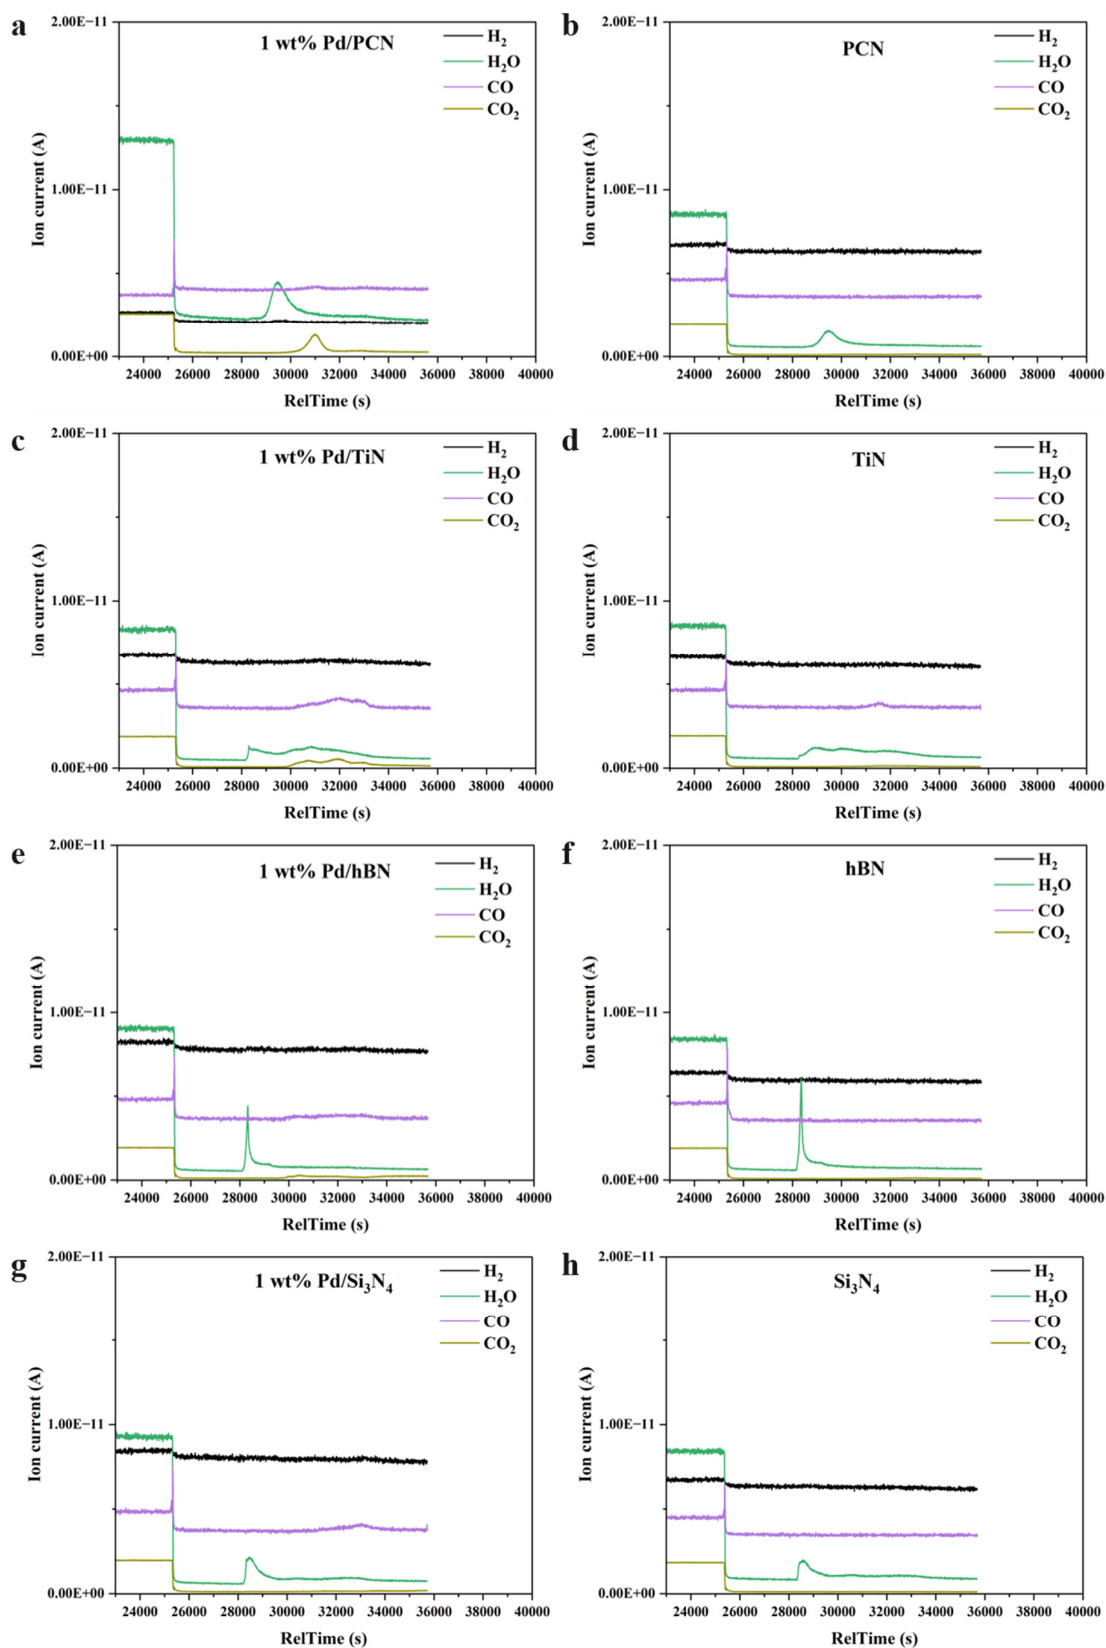 a
1 wt% Pd/PCN
H₂
H₂O
CO
CO₂
2.00E−11
1.00E−11
0.00E+00
Ion current (A)
24000 26000 28000 30000 32000 34000 36000 38000 40000
RelTime (s)
b
PCN
H₂
H₂O
CO
CO₂
2.00E−11
1.00E−11
0.00E+00
Ion current (A)
24000 26000 28000 30000 32000 34000 36000 38000 40000
RelTime (s)
c
1 wt% Pd/TiN
H₂
H₂O
CO
CO₂
2.00E−11
1.00E−11
0.00E+00
Ion current (A)
24000 26000 28000 30000 32000 34000 36000 38000 40000
RelTime (s)
d
TiN
H₂
H₂O
CO
CO₂
2.00E−11
1.00E−11
0.00E+00
Ion current (A)
24000 26000 28000 30000 32000 34000 36000 38000 40000
RelTime (s)
e
1 wt% Pd/hBN
H₂
H₂O
CO
CO₂
2.00E−11
1.00E−11
0.00E+00
Ion current (A)
24000 26000 28000 30000 32000 34000 36000 38000 40000
RelTime (s)
f
hBN
H₂
H₂O
CO
CO₂
2.00E−11
1.00E−11
0.00E+00
Ion current (A)
24000 26000 28000 30000 32000 34000 36000 38000 40000
RelTime (s)
g
1 wt% Pd/Si₃N₄
H₂
H₂O
CO
CO₂
2.00E−11
1.00E−11
0.00E+00
Ion current (A)
24000 26000 28000 30000 32000 34000 36000 38000 40000
RelTime (s)
h
Si₃N₄
H₂
H₂O
CO
CO₂
2.00E−11
1.00E−11
0.00E+00
Ion current (A)
24000 26000 28000 30000 32000 34000 36000 38000 40000
RelTime (s)